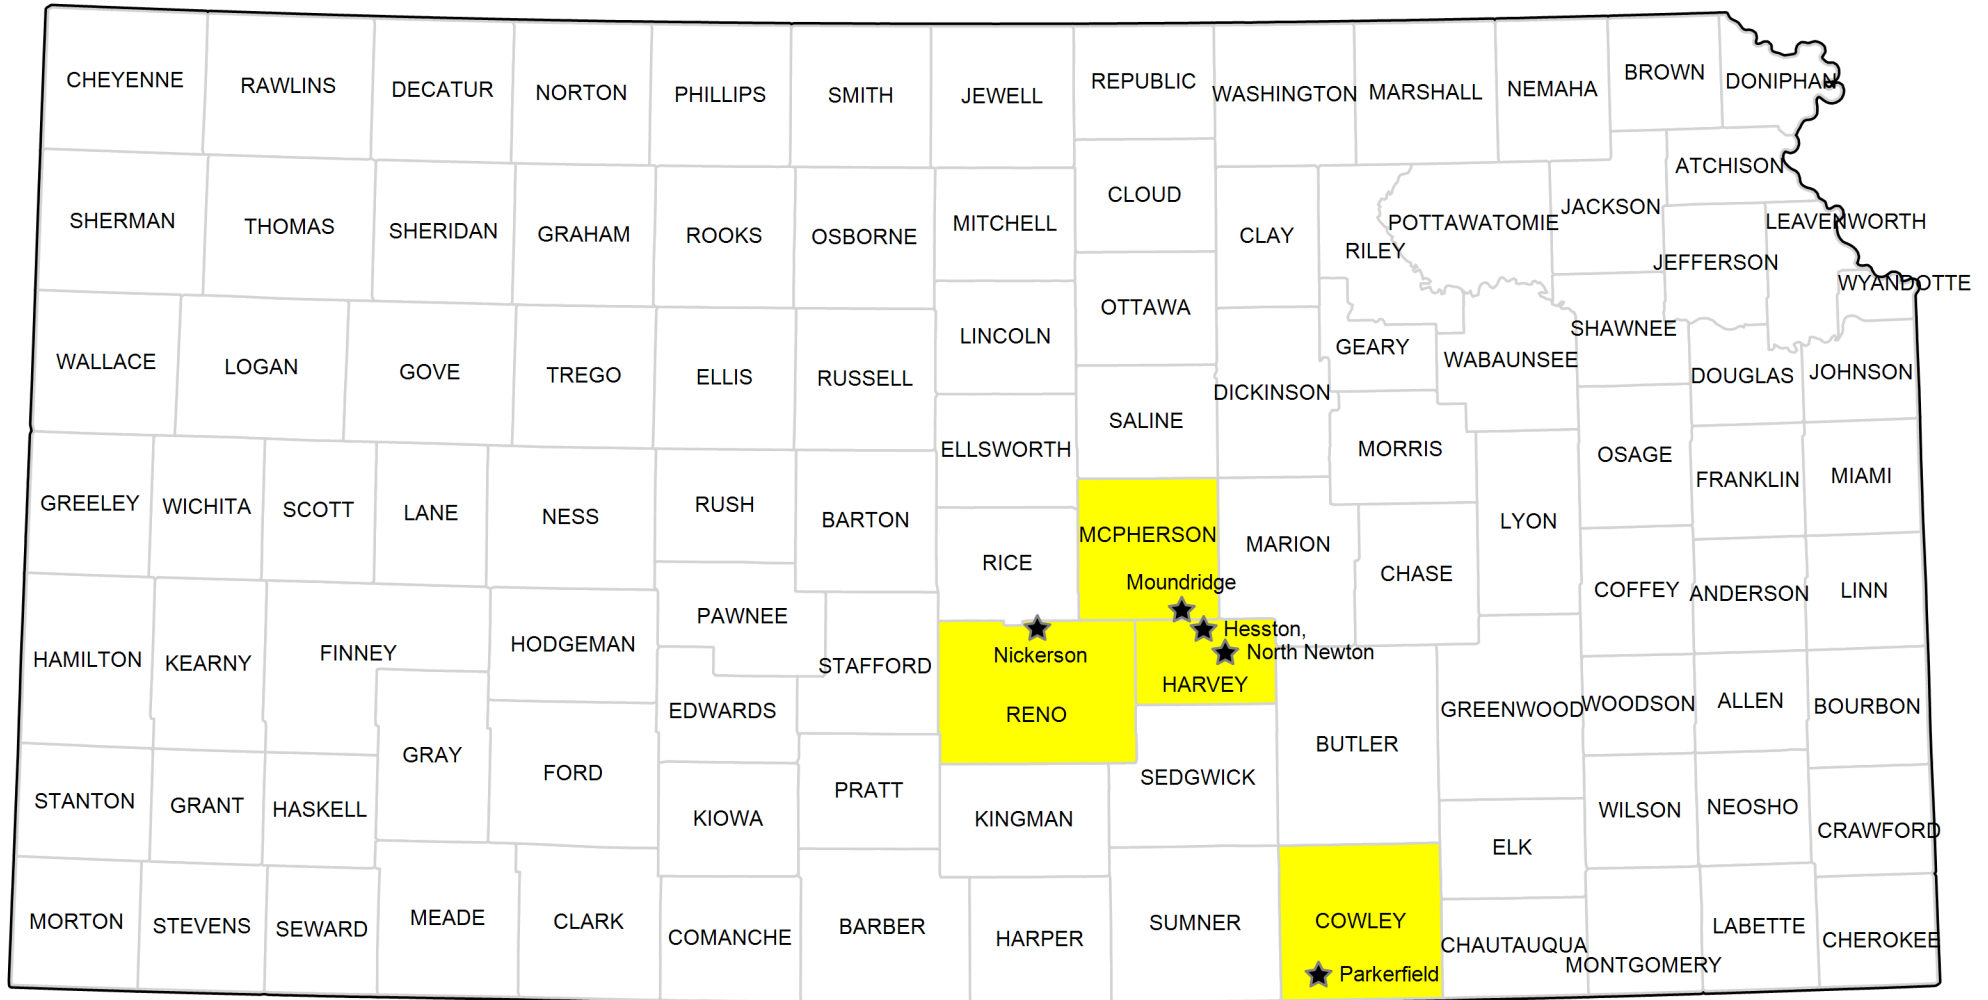 CHEYENNE
RAWLINS
DECATUR
NORTON
PHILLIPS
SMITH
JEWELL
REPUBLIC
WASHINGTON
MARSHALL
NEMAHA
BROWN
DONIPHAN
SHERMAN
THOMAS
SHERIDAN
GRAHAM
ROOKS
OSBORNE
MITCHELL
CLOUD
CLAY
RILEY
POTTAWATOMIE
JACKSON
ATCHISON
JEFFERSON
LEAVENWORTH
WYANDOTTE
WALLACE
LOGAN
GOVE
TREGO
ELLIS
RUSSELL
LINCOLN
OTTAWA
SALINE
DICKINSON
GEARY
WABAUNSEE
SHAWNEE
DOUGLAS
JOHNSON
GREELEY
WICHITA
SCOTT
LANE
NESS
RUSH
BARTON
ELLSWORTH
RICE
MCPHERSON
Moundridge
MARION
MORRIS
CHASE
LYON
OSAGE
FRANKLIN
MIAMI
COFFEY
ANDERSON
LINN
HAMILTON
KEARNY
FINNEY
HODGEMAN
PAWNEE
STAFFORD
EDWARDS
Nickerson
RENO
Hesston,
North Newton
HARVEY
BUTLER
GREENWOOD
WOODSON
ALLEN
BOURBON
STANTON
GRANT
HASKELL
GRAY
FORD
KIOWA
PRATT
KINGMAN
SEDGWICK
ELK
WILSON
NEOSHO
CRAWFORD
MORTON
STEVENS
SEWARD
MEADE
CLARK
COMANCHE
BARBER
HARPER
SUMNER
COWLEY
Parkerfield
CHAUTAUQUA
MONTGOMERY
LABETTE
CHEROKEE